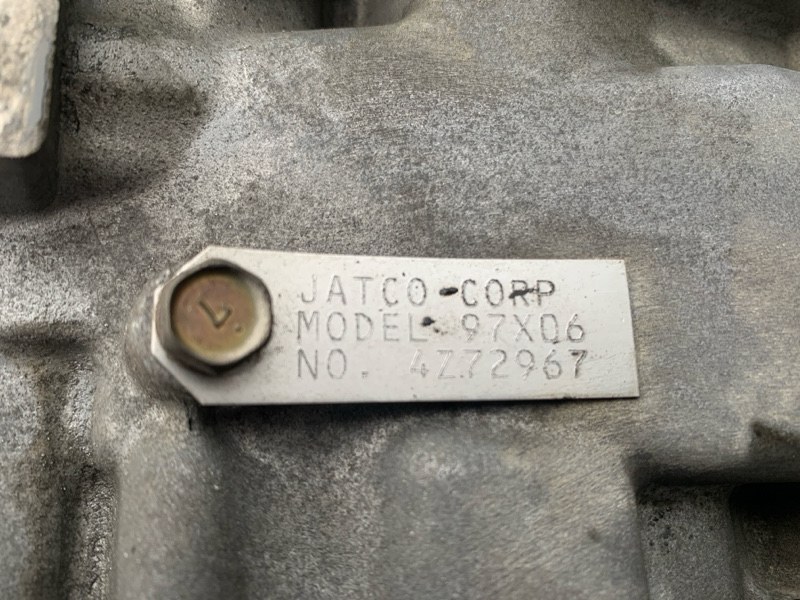 JATCO CORP
MODEL 97X06
NO. 4Z72967